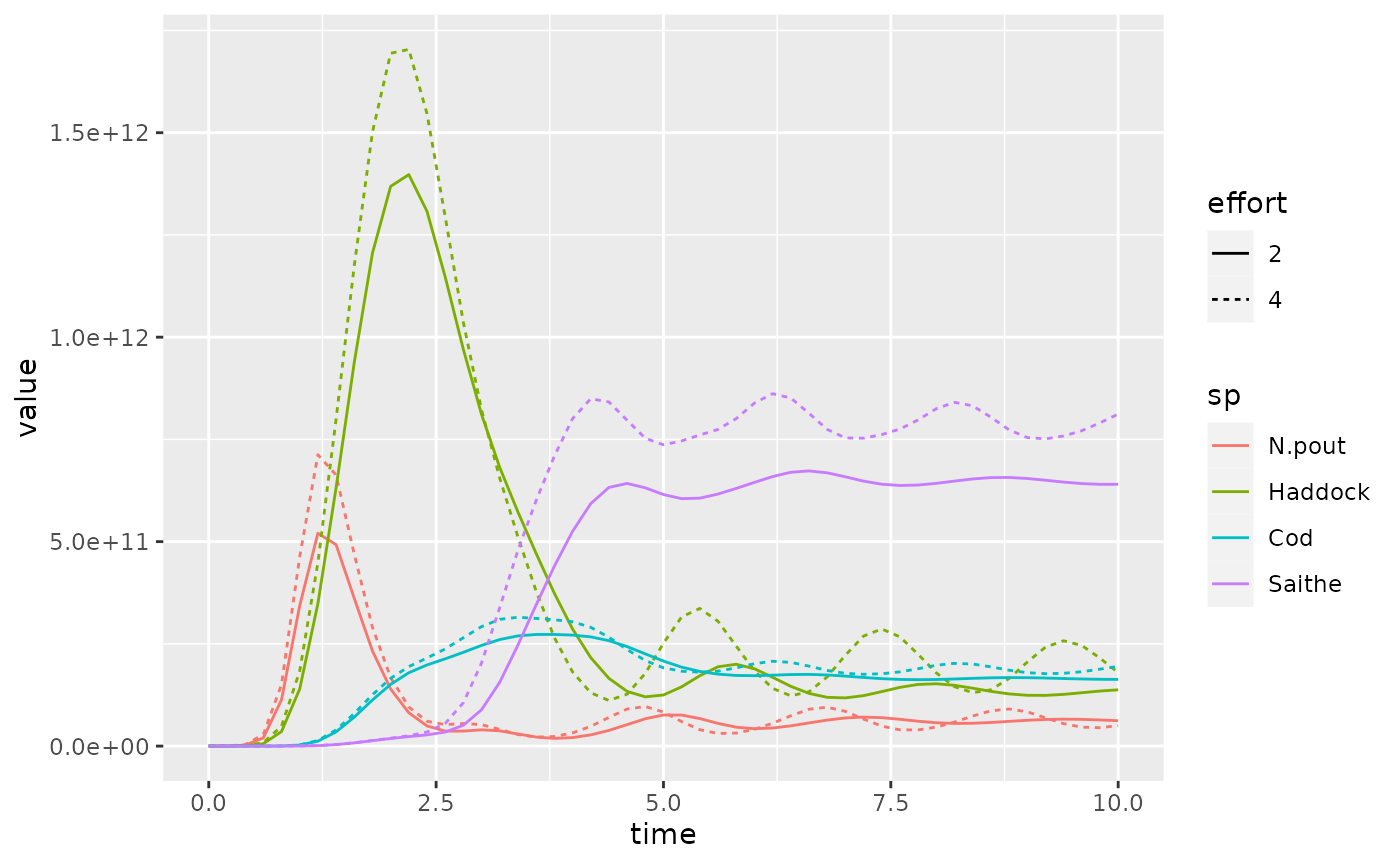 value
1.5e+12
1.0e+12
5.0e+11
0.0e+00
0.0 2.5 5.0 7.5 10.0
time
effort
2
4
sp
N.pout
Haddock
Cod
Saithe